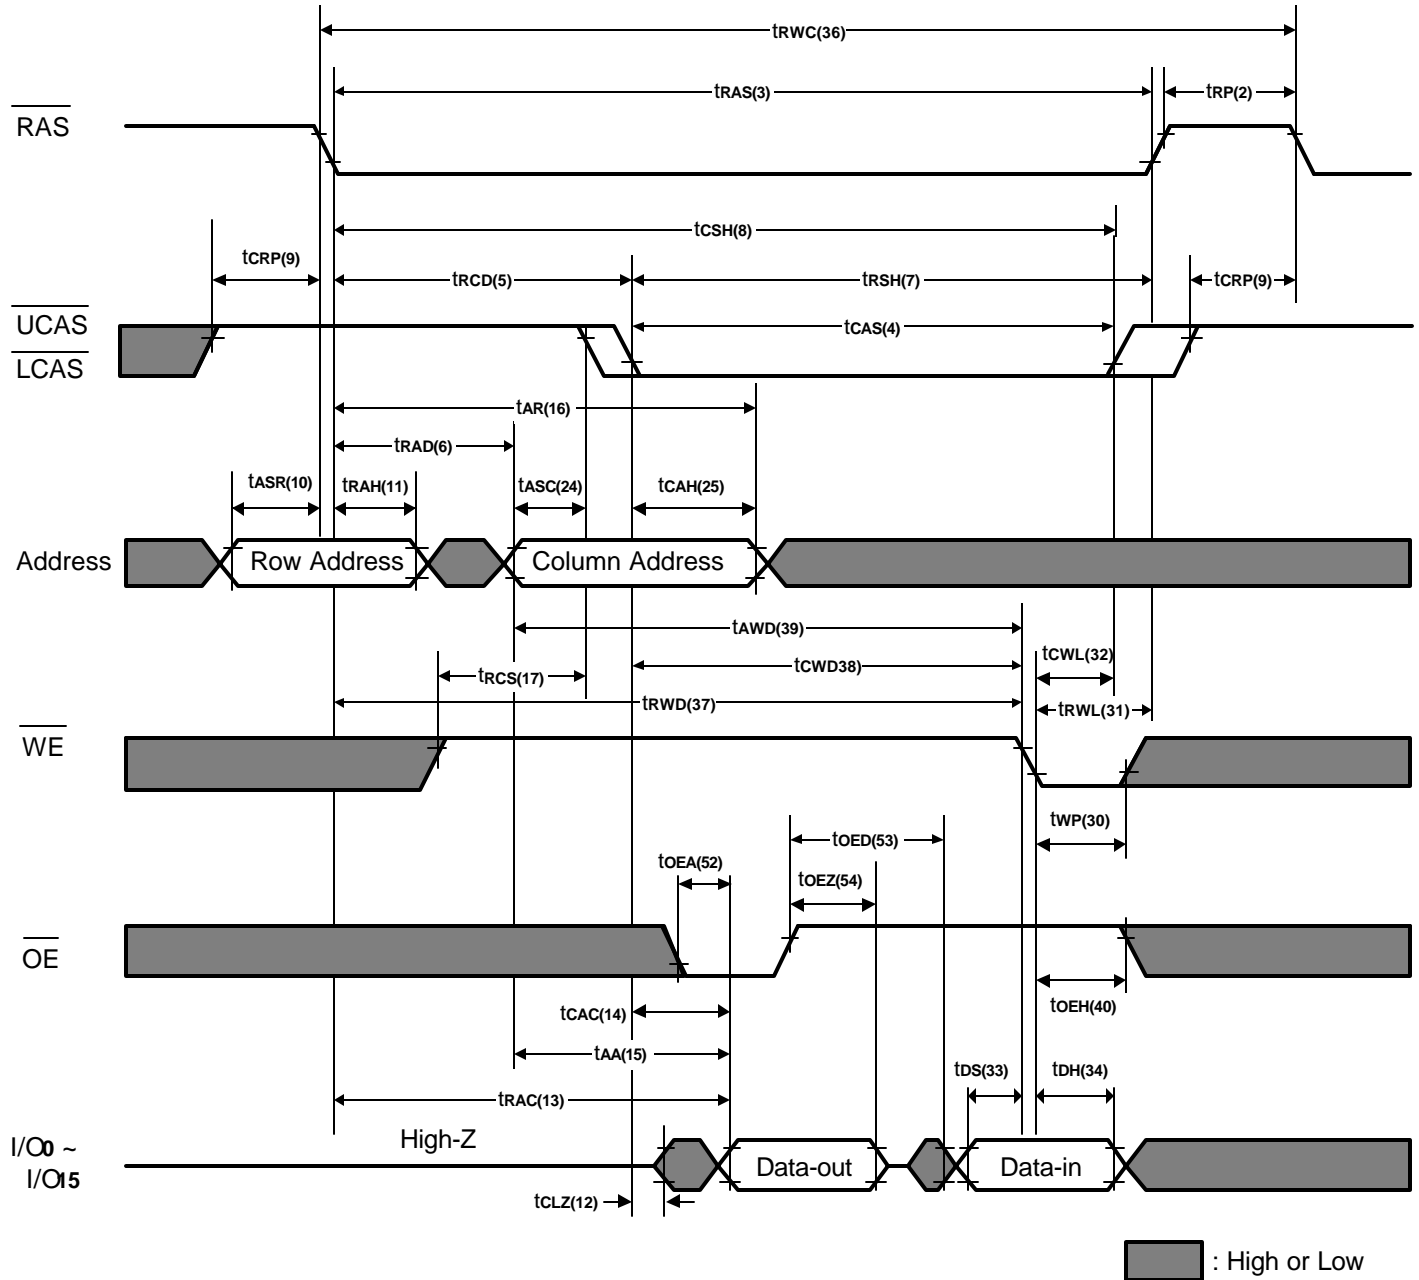 tRWC(36)
tRAS(3) tRP(2)
RAS
tCSH(8)
tCRP(9) tRCD(5) tRSH(7) tCRP(9)
UCAS
tCAS(4)
LCAS
tAR(16)
tRAD(6)
tASR(10) tRAH(11) tASC(24) tCAH(25)
Address Row Address Column Address
tAWD(39)
tCWL(32)
tRCS(17) tCWD38)
tRWD(37) tRWL(31)
WE
tWP(30)
tOED(53)
tOEA(52)
tOEZ(54)
OE
tCAC(14) tOEH(40)
tAA(15)
tDS(33) tDH(34)
tRAC(13)
High-Z
I/O0 ~
I/O15
Data-out Data-in
tCLZ(12)
: High or Low